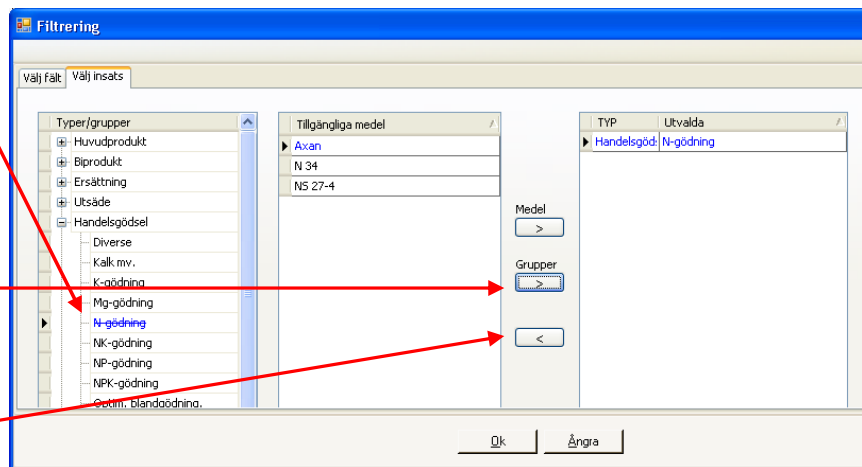 Filtrering
Välj fält Välj insats
Typer/grupper
Huvudprodukt
Biprodukt
Ersättning
Utsäde
Handelsgödsel
Diverse
Kalk mv.
K-gödning
Mg-gödning
N-gödning
NK-gödning
NP-gödning
NPK-gödning
Optim. blandgödning.
Tillgängliga medel /
Axan
N 34
NS 27-4
Medel
>
Grupper
>
<
TYP Utvalda /
Handelsgöd: N-gödning
Ok Ångra